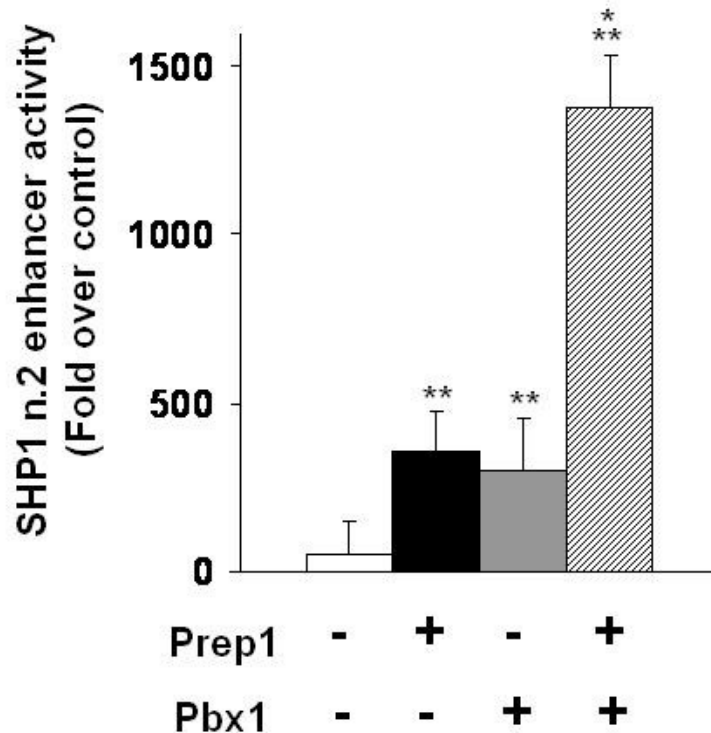 SHP1 n.2 enhancer activity
(Fold over control)
1500
1000
500
0
**
**
*
**
Prep1 - + - +
Pbx1 - - + +